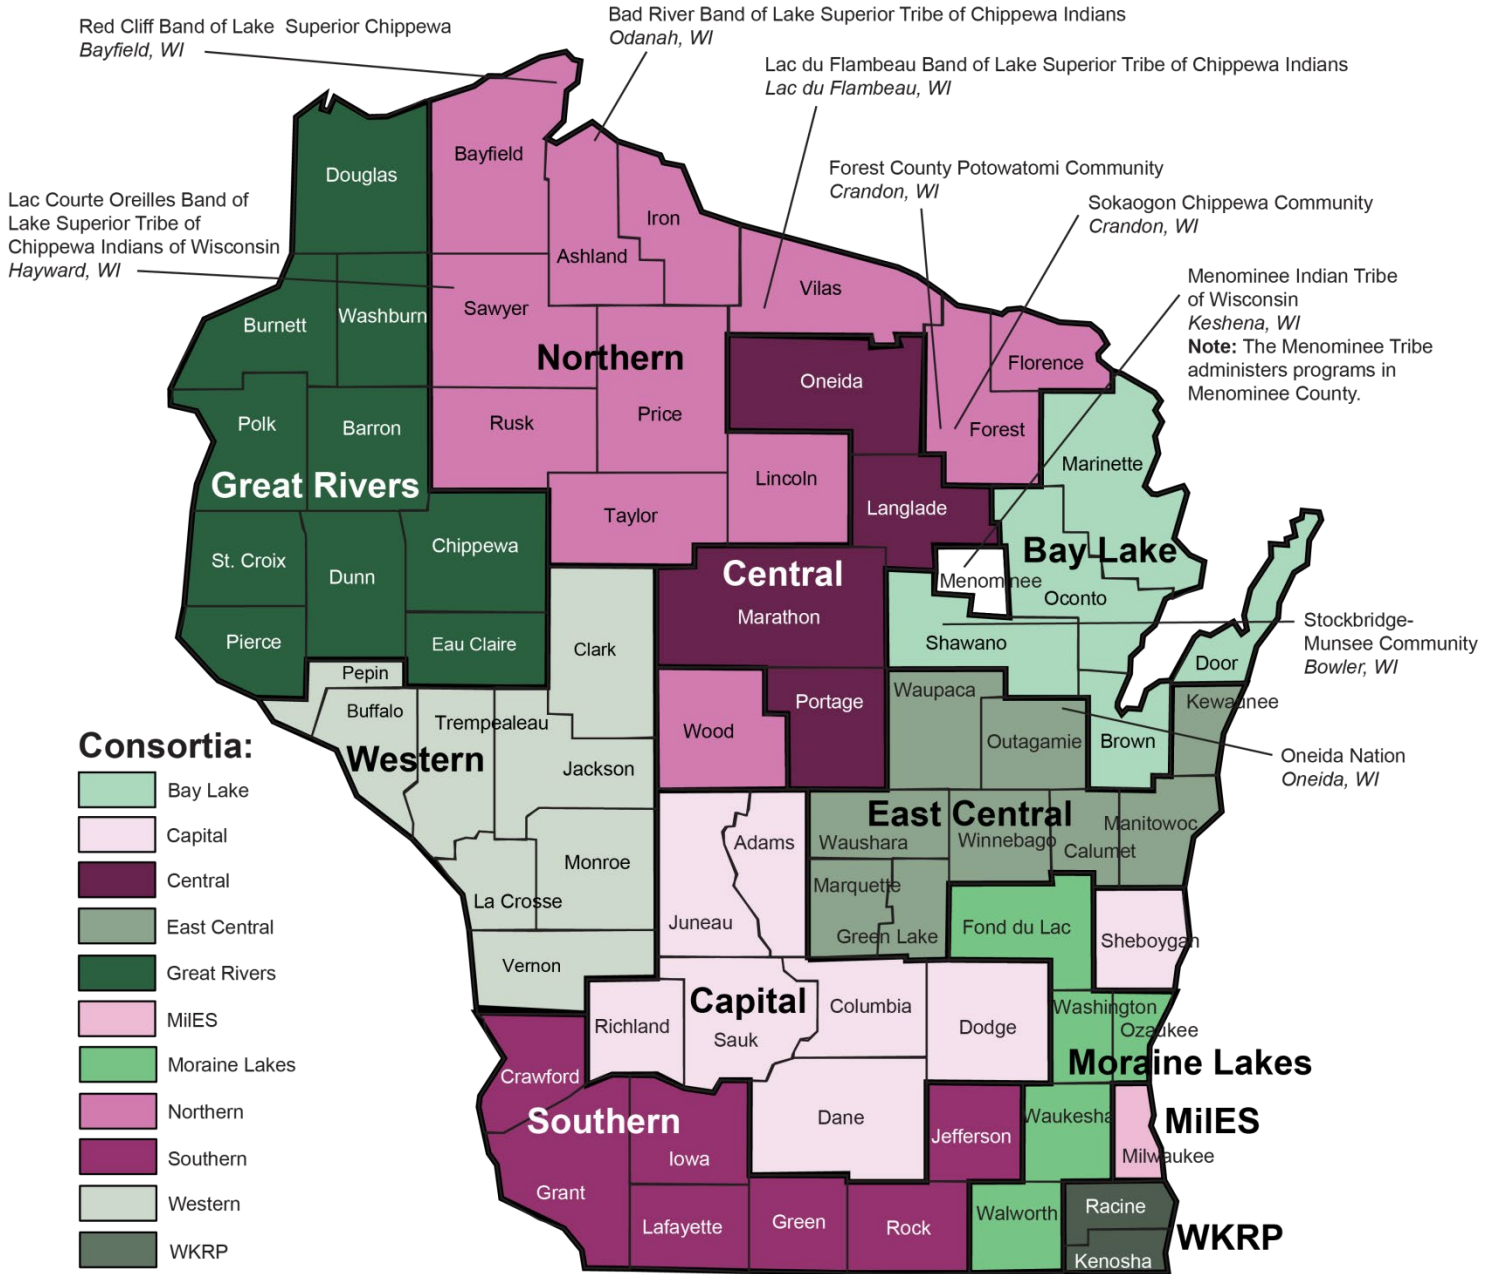 Red Cliff Band of Lake Superior Chippewa
Bayfield, WI
Bad River Band of Lake Superior Tribe of Chippewa Indians
Odanah, WI
Lac du Flambeau Band of Lake Superior Tribe of Chippewa Indians
Lac du Flambeau, WI
Forest County Potowatomi Community
Crandon, WI
Sokaogon Chippewa Community
Crandon, WI
Lac Courte Oreilles Band of
Lake Superior Tribe of
Chippewa Indians of Wisconsin
Hayward, WI
Menominee Indian Tribe
of Wisconsin
Keshena, WI
Note: The Menominee Tribe
administers programs in
Menominee County.
Stockbridge-
Munsee Community
Bowler, WI
Oneida Nation
Oneida, WI
Douglas
Bayfield
Iron
Ashland
Vilas
Burnett
Washburn
Sawyer
Northern
Florence
Oneida
Polk
Barron
Rusk
Price
Forest
Great Rivers
Lincoln
Marinette
Taylor
Langlade
St. Croix
Dunn
Chippewa
Central
Menominee
Bay Lake
Oconto
Marathon
Pierce
Eau Claire
Clark
Shawano
Door
Pepin
Buffalo
Trempealeau
Wood
Portage
Waupaca
Outagamie
Brown
Kewaunee
Western
Jackson
East Central
Waushara
Winnebago
Calumet
Manitowoc
Adams
Monroe
La Crosse
Juneau
Marquette
Green Lake
Fond du Lac
Sheboygan
Vernon
Capital
Richland
Sauk
Columbia
Dodge
Washington
Ozaukee
Moraine Lakes
Crawford
Southern
Dane
Jefferson
Waukesha
MilES
Milwaukee
Iowa
Grant
Lafayette
Green
Rock
Walworth
Racine
WKRP
Kenosha
Consortia:
Bay Lake
Capital
Central
East Central
Great Rivers
MilES
Moraine Lakes
Northern
Southern
Western
WKRP